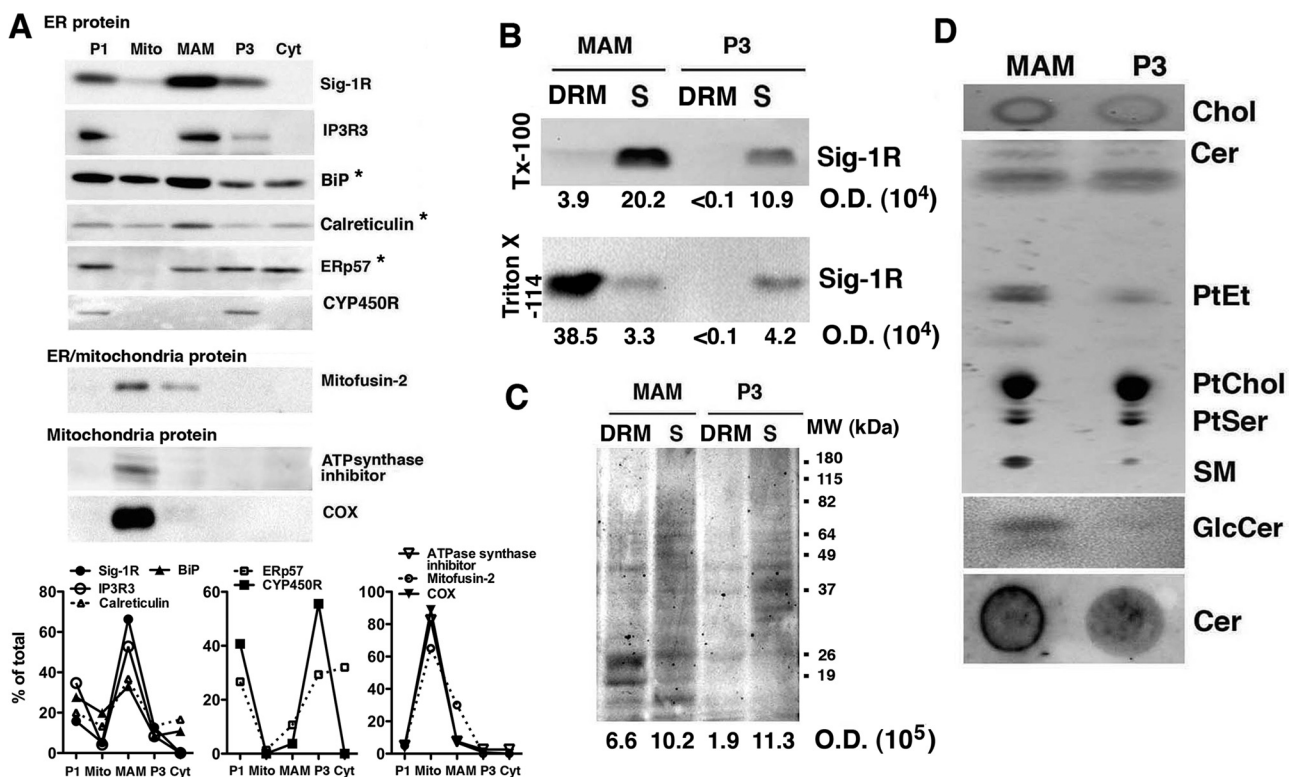 A
ER protein
P1 Mito MAM P3 Cyt
Sig-1R
IP3R3
BiP *
Calreticulin *
ERp57 *
CYP450R
ER/mitochondria protein
Mitofusin-2
Mitochondria protein
ATPsynthase
inhibitor
COX
Sig-1R BiP
IP3R3
Calreticulin
80
60
40
20
0
% of total
P1 Mito MAM P3 Cyt
ERp57
CYP450R
60
40
20
0
P1 Mito MAM P3 Cyt
ATPase synthase
inhibitor
Mitofusin-2
COX
100
80
60
40
20
0
P1 Mito MAM P3 Cyt
B
MAM P3
DRM S DRM S
Tx-100
Sig-1R
3.9 20.2 <0.1 10.9 O.D. (10⁴)
Triton X
-114
Sig-1R
38.5 3.3 <0.1 4.2 O.D. (10⁴)
C
MAM P3
DRM S DRM S MW (kDa)
180
115
82
64
49
37
26
19
6.6 10.2 1.9 11.3 O.D. (10⁵)
D
MAM P3
Chol
Cer
PtEt
PtChol
PtSer
SM
GlcCer
Cer